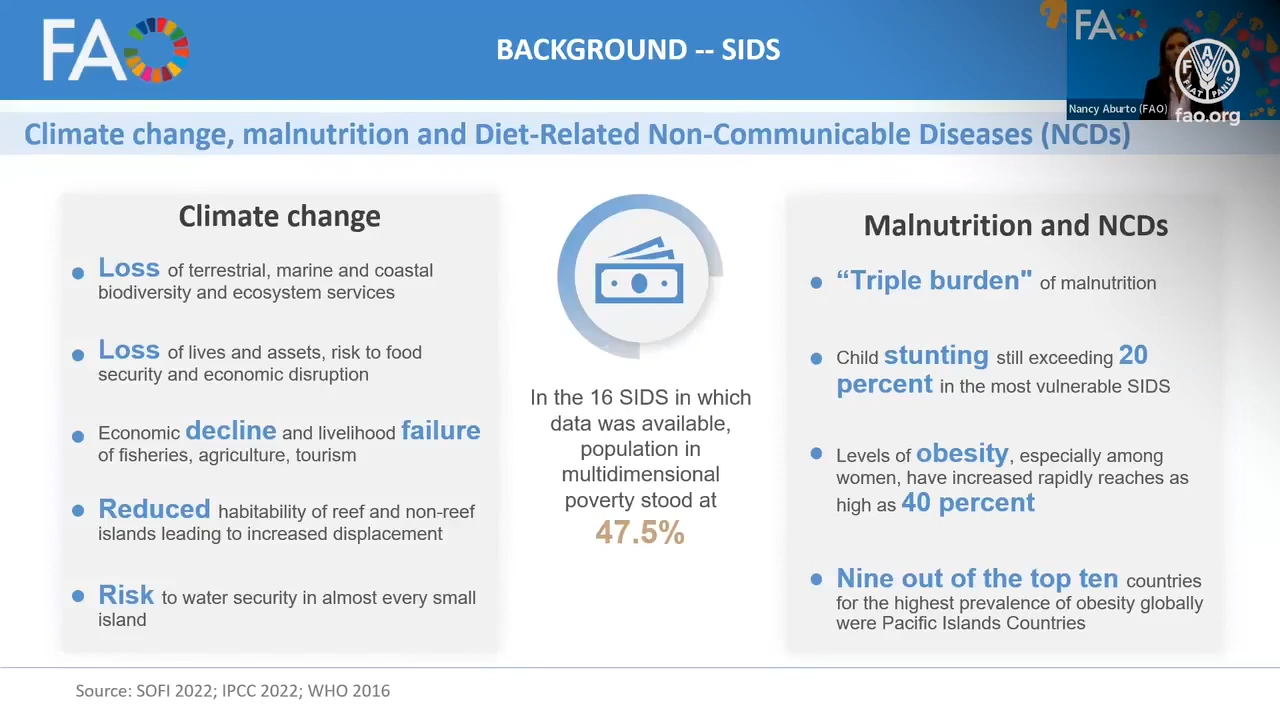 FAO
BACKGROUND -- SIDS
FAO
F A O
FIAT PANIS
Nancy Aburto (FAO)
fao.org
Climate change, malnutrition and Diet-Related Non-Communicable Diseases (NCDs)
Climate change
Loss of terrestrial, marine and coastal
biodiversity and ecosystem services
Loss of lives and assets, risk to food
security and economic disruption
Economic decline and livelihood failure
of fisheries, agriculture, tourism
Reduced habitability of reef and non-reef
islands leading to increased displacement
Risk to water security in almost every small
island
In the 16 SIDS in which
data was available,
population in
multidimensional
poverty stood at
47.5%
Malnutrition and NCDs
“Triple burden" of malnutrition
Child stunting still exceeding 20
percent in the most vulnerable SIDS
Levels of obesity, especially among
women, have increased rapidly reaches as
high as 40 percent
Nine out of the top ten countries
for the highest prevalence of obesity globally
were Pacific Islands Countries
Source: SOFI 2022; IPCC 2022; WHO 2016